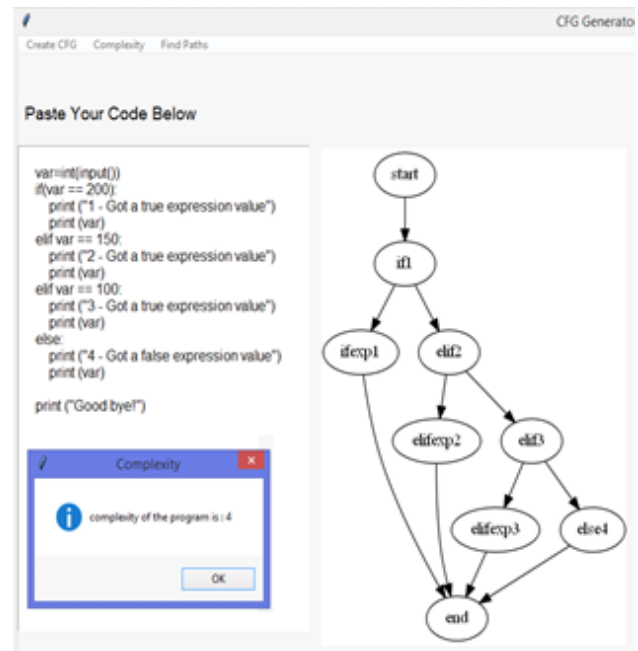 CFG Generator
Create CFG Complexity Find Paths
Paste Your Code Below
var=int(input())
if(var == 200):
print ("1 - Got a true expression value")
print (var)
elif var == 150:
print ("2 - Got a true expression value")
print (var)
elif var == 100:
print ("3 - Got a true expression value")
print (var)
else:
print ("4 - Got a false expression value")
print (var)
print ("Good bye!")
Complexity
complexity of the program is : 4
OK
start
if1
ifexp1
elif2
elifexp2
elif3
elifexp3
else4
end